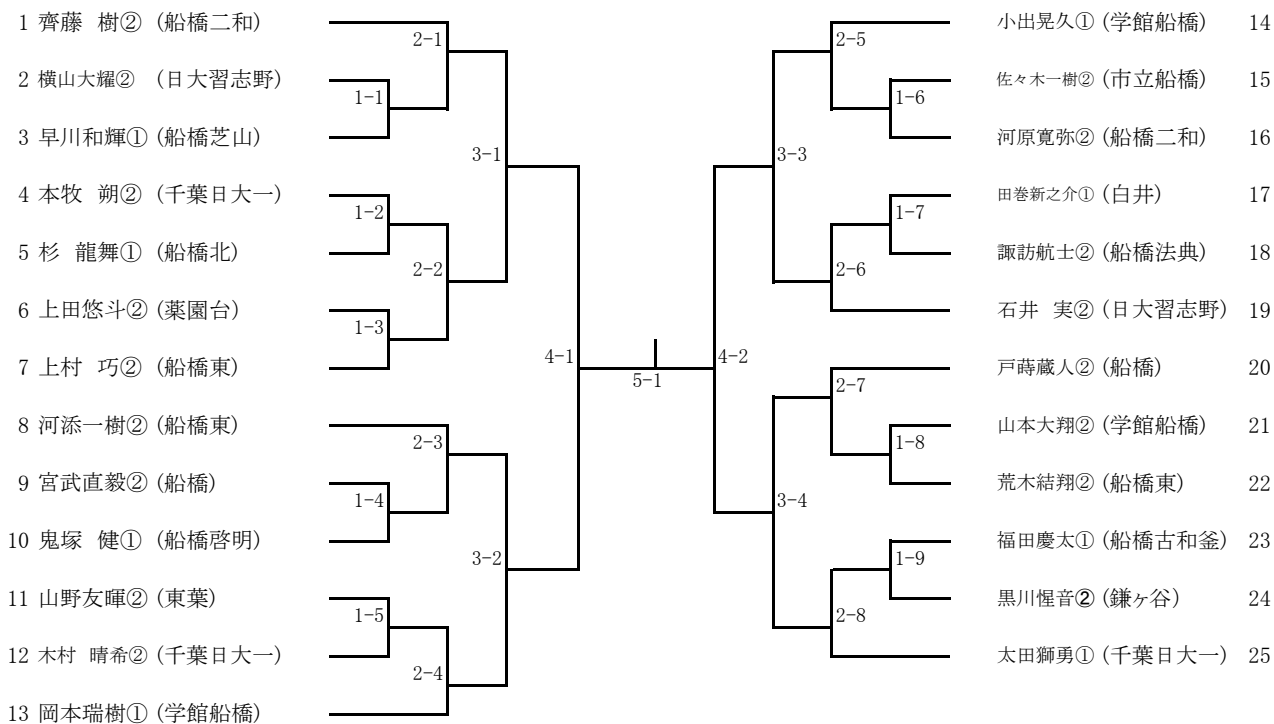 1 齊藤 樹② (船橋二和)
2-1
2 横山大耀② (日大習志野)
1-1
3 早川和輝① (船橋芝山)
3-1
4 本牧 朔② (千葉日大一)
1-2
5 杉 龍舞① (船橋北)
2-2
6 上田悠斗② (薬園台)
1-3
7 上村 巧② (船橋東)
4-1
8 河添一樹② (船橋東)
2-3
9 宮武直毅② (船橋)
1-4
10 鬼塚 健① (船橋啓明)
3-2
11 山野友暉② (東葉)
1-5
12 木村 晴希② (千葉日大一)
2-4
13 岡本瑞樹① (学館船橋)
5-1
小出晃久① (学館船橋) 14
2-5
佐々木一樹② (市立船橋) 15
1-6
河原寛弥② (船橋二和) 16
3-3
田巻新之介① (白井) 17
1-7
諏訪航士② (船橋法典) 18
2-6
石井 実② (日大習志野) 19
4-2
戸蒔蔵人② (船橋) 20
2-7
山本大翔② (学館船橋) 21
1-8
荒木結翔② (船橋東) 22
3-4
福田慶太① (船橋古和釜) 23
1-9
黒川惺音② (鎌ヶ谷) 24
2-8
太田獅勇① (千葉日大一) 25